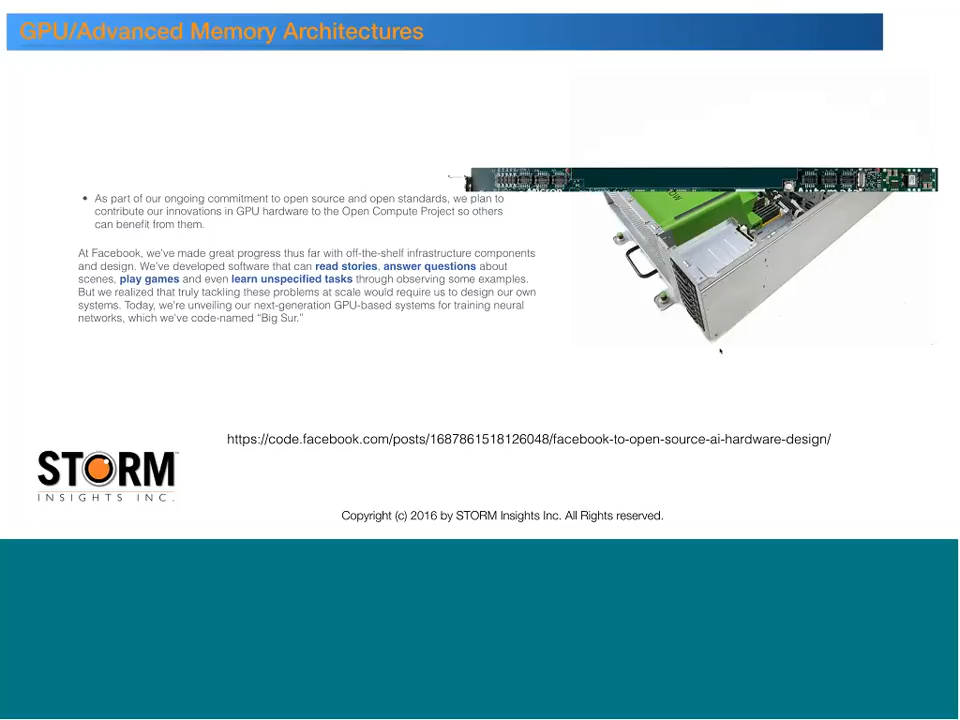 GPU/Advanced Memory Architectures
• As part of our ongoing commitment to open source and open standards, we plan to
contribute our innovations in GPU hardware to the Open Compute Project so others
can benefit from them.
At Facebook, we've made great progress thus far with off-the-shelf infrastructure components
and design. We've developed software that can read stories, answer questions about
scenes, play games and even learn unspecified tasks through observing some examples.
But we realized that truly tackling these problems at scale would require us to design our own
systems. Today, we're unveiling our next-generation GPU-based systems for training neural
networks, which we've code-named “Big Sur.”
https://code.facebook.com/posts/1687861518126048/facebook-to-open-source-ai-hardware-design/
STORM™
INSIGHTS INC.
Copyright (c) 2016 by STORM Insights Inc. All Rights reserved.